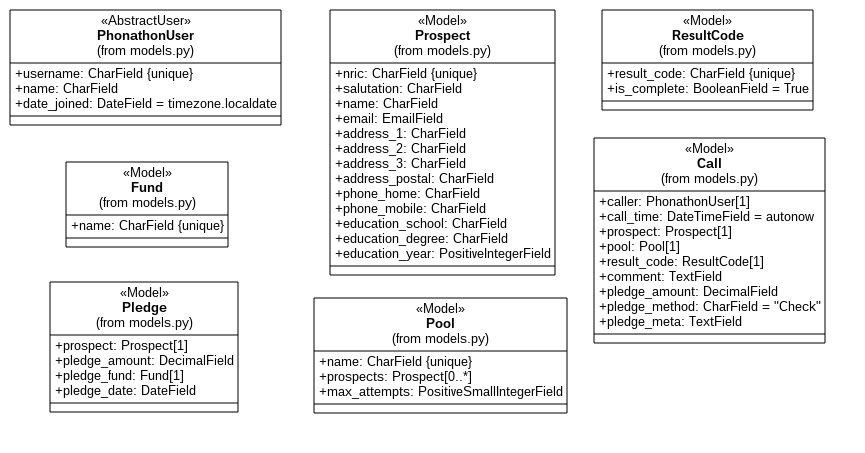 «AbstractUser»
PhonathonUser
(from models.py)
+username: CharField {unique}
+name: CharField
+date_joined: DateField = timezone.localdate
«Model»
Fund
(from models.py)
+name: CharField {unique}
«Model»
Pledge
(from models.py)
+prospect: Prospect[1]
+pledge_amount: DecimalField
+pledge_fund: Fund[1]
+pledge_date: DateField
«Model»
Prospect
(from models.py)
+nric: CharField {unique}
+salutation: CharField
+name: CharField
+email: EmailField
+address_1: CharField
+address_2: CharField
+address_3: CharField
+address_postal: CharField
+phone_home: CharField
+phone_mobile: CharField
+education_school: CharField
+education_degree: CharField
+education_year: PositiveIntegerField
«Model»
Pool
(from models.py)
+name: CharField {unique}
+prospects: Prospect[0..*]
+max_attempts: PositiveSmallIntegerField
«Model»
ResultCode
(from models.py)
+result_code: CharField {unique}
+is_complete: BooleanField = True
«Model»
Call
(from models.py)
+caller: PhonathonUser[1]
+call_time: DateTimeField = autonow
+prospect: Prospect[1]
+pool: Pool[1]
+result_code: ResultCode[1]
+comment: TextField
+pledge_amount: DecimalField
+pledge_method: CharField = "Check"
+pledge_meta: TextField